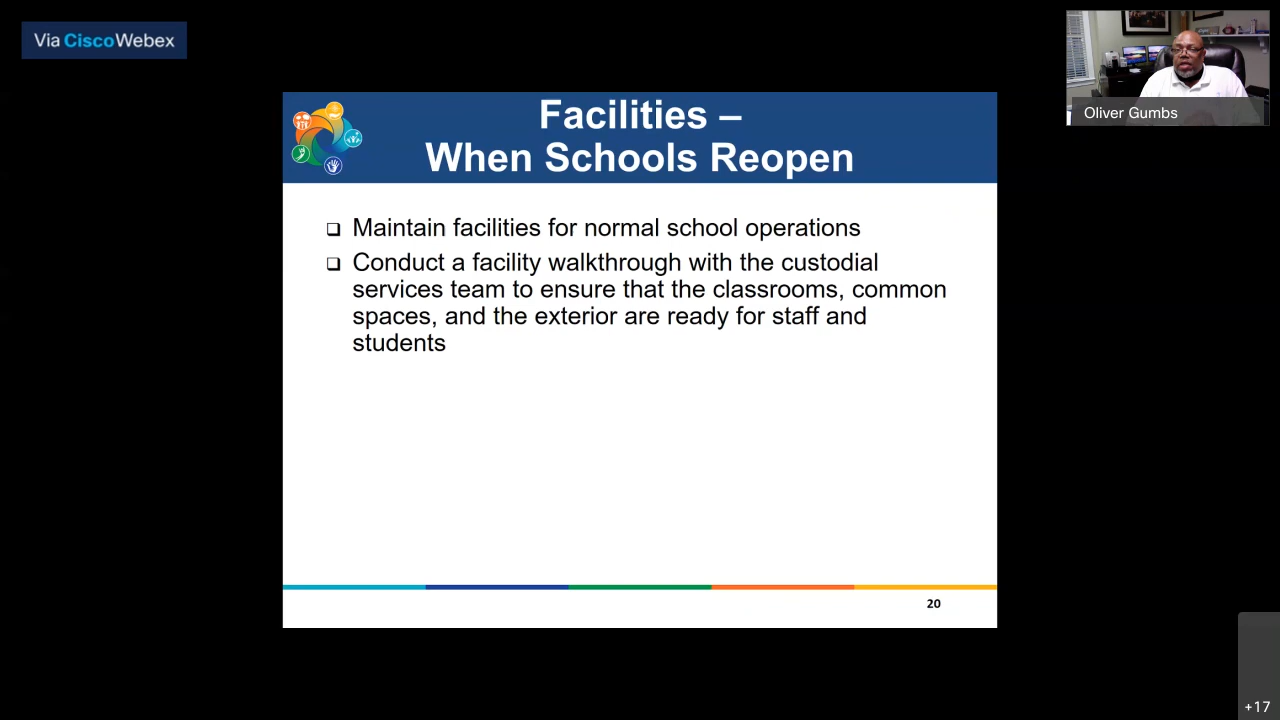 Via Cisco Webex
Oliver Gumbs
Facilities –
When Schools Reopen
❑ Maintain facilities for normal school operations
❑ Conduct a facility walkthrough with the custodial
services team to ensure that the classrooms, common
spaces, and the exterior are ready for staff and
students
20
+17